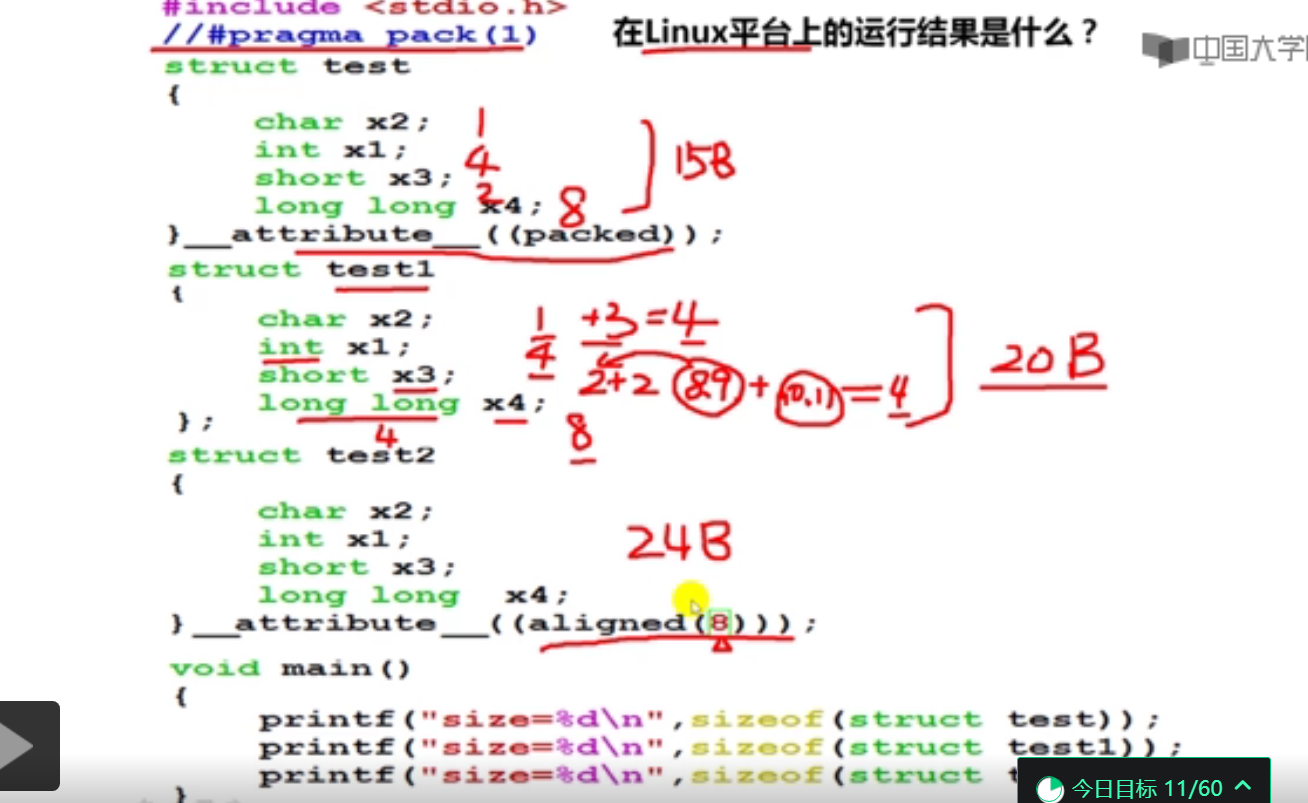 #include <stdio.h>
//#pragma pack(1)
在Linux平台上的运行结果是什么？
中国大学
struct test
{
char x2; 1
int x1; 4
short x3; 2
long long x4; 8
] 15B
}__attribute__((packed));
struct test1
{
char x2; 1 +3=4
int x1; 4
short x3; 2+2 (8,9)+(10,11)=4
long long x4; 8
4
] 20B
};
struct test2
{
char x2;
int x1;
short x3;
long long x4;
24B
}__attribute__((aligned(8)));
void main()
{
printf("size=%d\n",sizeof(struct test));
printf("size=%d\n",sizeof(struct test1));
printf("size=%d\n",sizeof(struct
}
今日目标 11/60